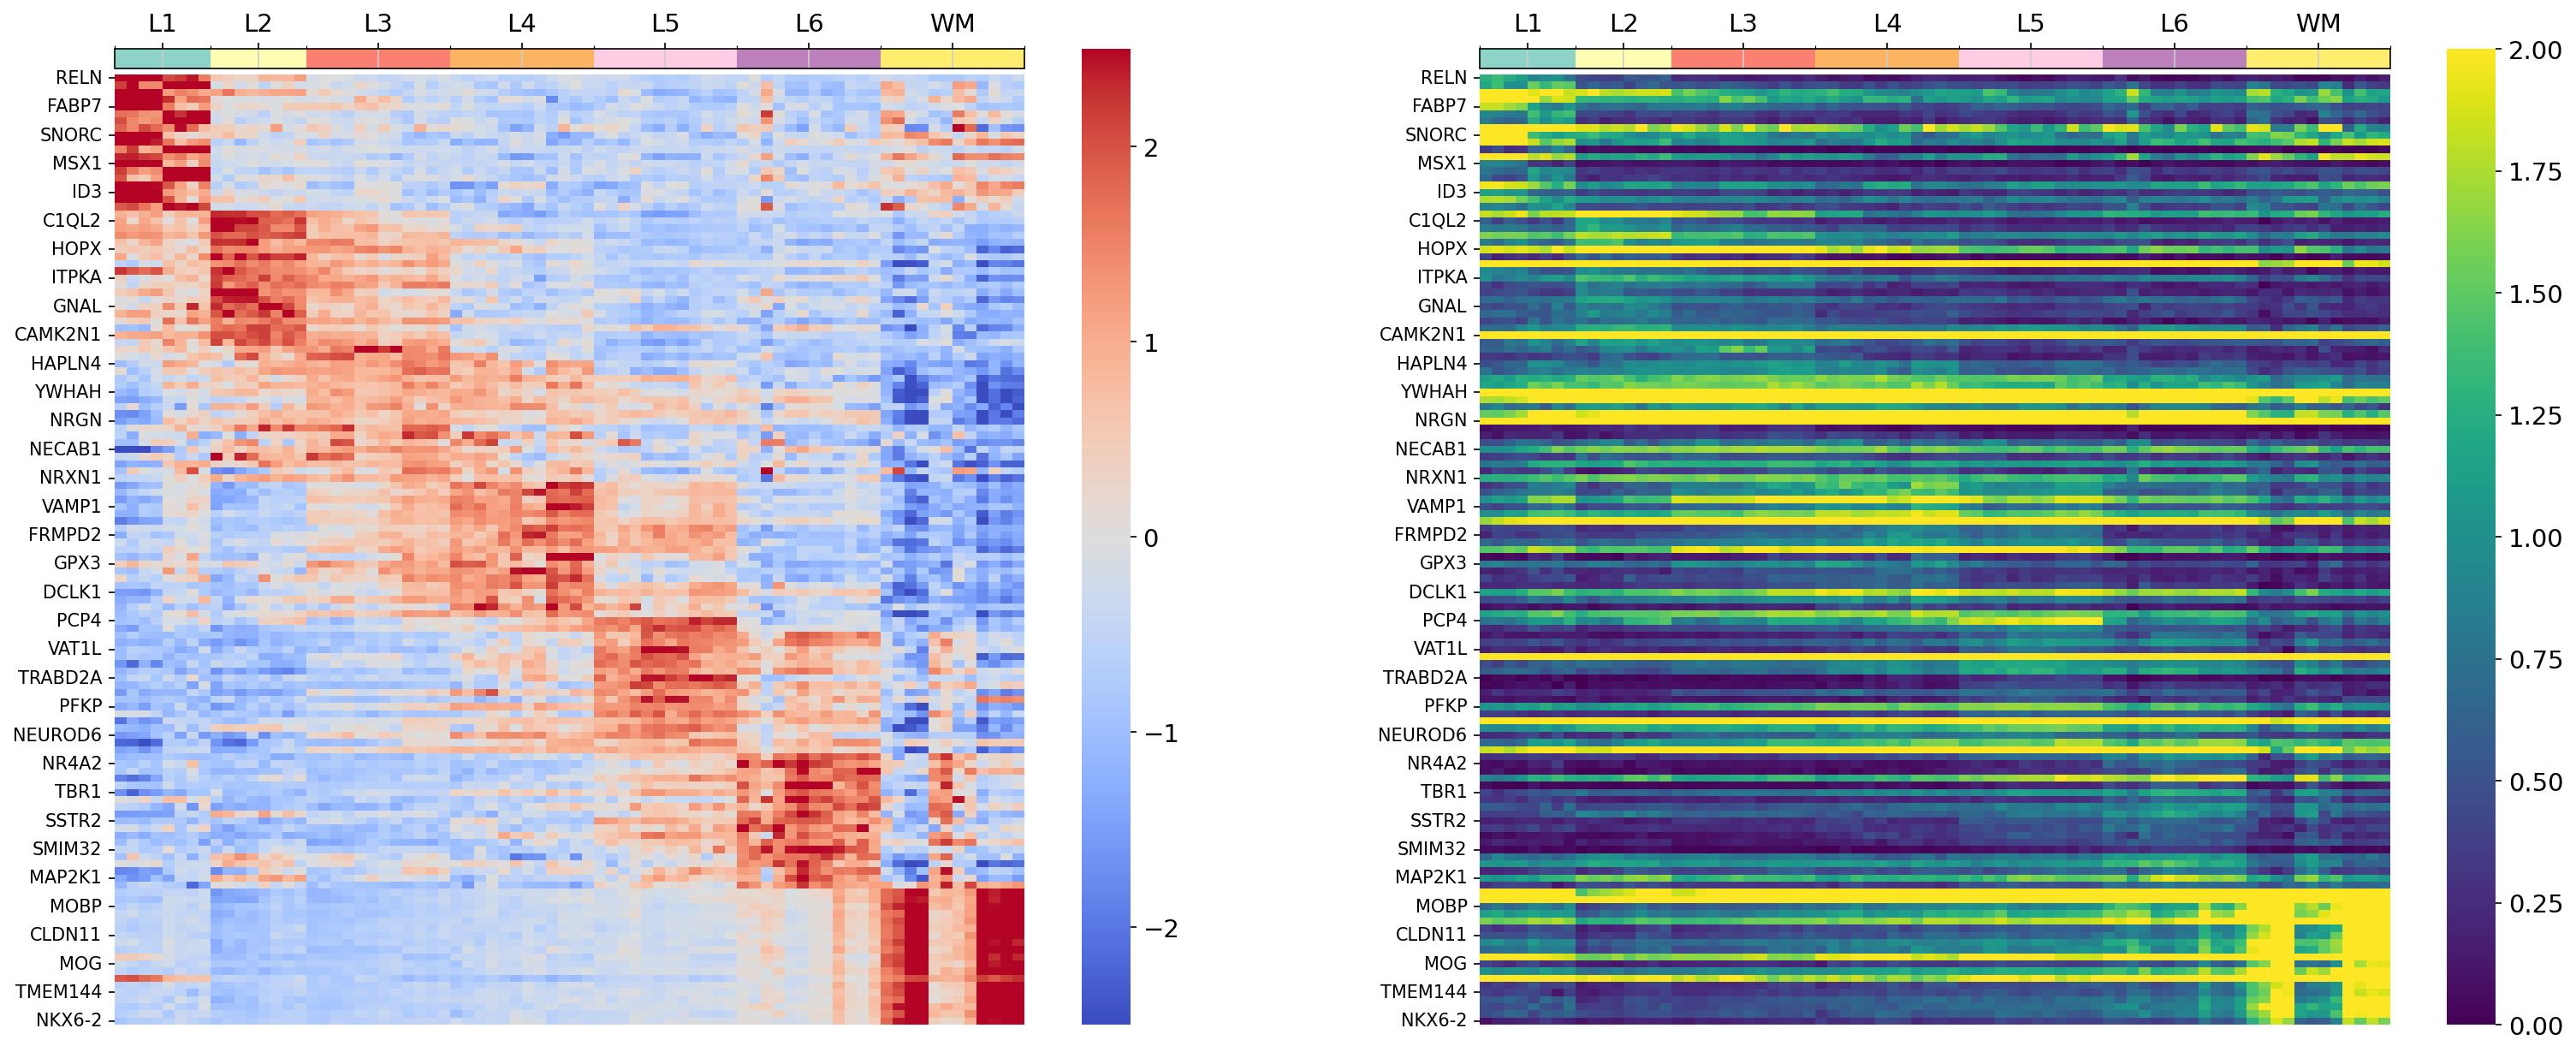 L1 L2 L3 L4 L5 L6 WM
RELN
FABP7
SNORC
MSX1
ID3
C1QL2
HOPX
ITPKA
GNAL
CAMK2N1
HAPLN4
YWHAH
NRGN
NECAB1
NRXN1
VAMP1
FRMPD2
GPX3
DCLK1
PCP4
VAT1L
TRABD2A
PFKP
NEUROD6
NR4A2
TBR1
SSTR2
SMIM32
MAP2K1
MOBP
CLDN11
MOG
TMEM144
NKX6-2
2
1
0
−1
−2
L1 L2 L3 L4 L5 L6 WM
RELN
FABP7
SNORC
MSX1
ID3
C1QL2
HOPX
ITPKA
GNAL
CAMK2N1
HAPLN4
YWHAH
NRGN
NECAB1
NRXN1
VAMP1
FRMPD2
GPX3
DCLK1
PCP4
VAT1L
TRABD2A
PFKP
NEUROD6
NR4A2
TBR1
SSTR2
SMIM32
MAP2K1
MOBP
CLDN11
MOG
TMEM144
NKX6-2
2.00
1.75
1.50
1.25
1.00
0.75
0.50
0.25
0.00